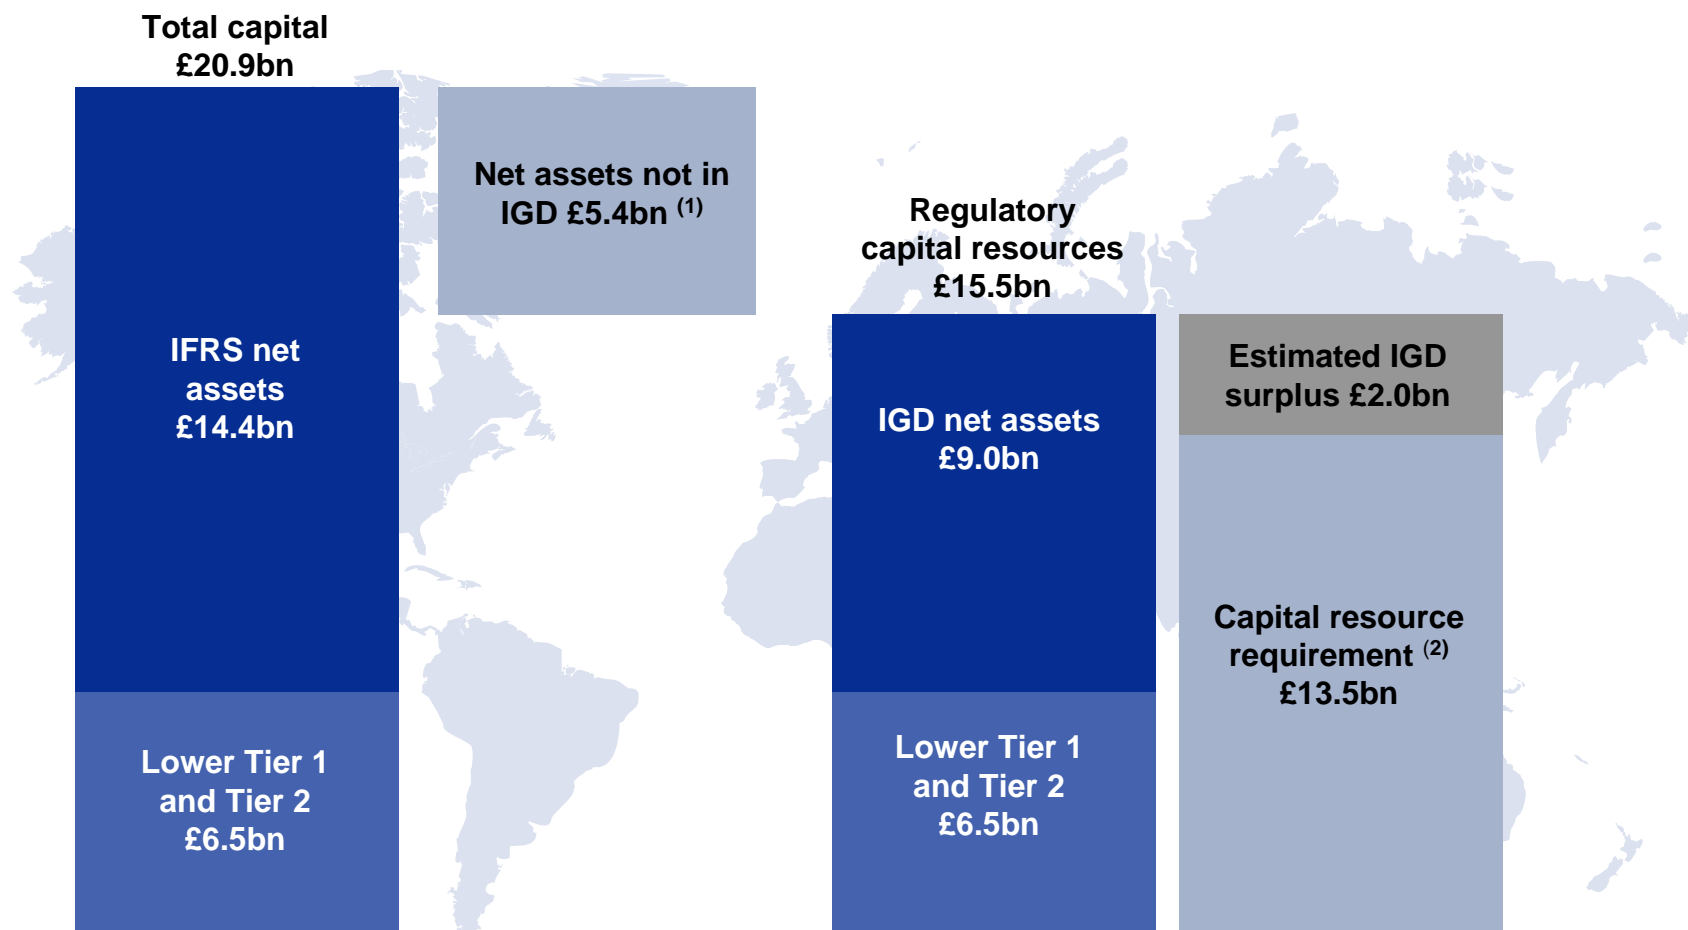 Total capital
£20.9bn
IFRS net
assets
£14.4bn
Lower Tier 1
and Tier 2
£6.5bn
Net assets not in
IGD £5.4bn (1)
Regulatory
capital resources
£15.5bn
IGD net assets
£9.0bn
Lower Tier 1
and Tier 2
£6.5bn
Estimated IGD
surplus £2.0bn
Capital resource
requirement (2)
£13.5bn